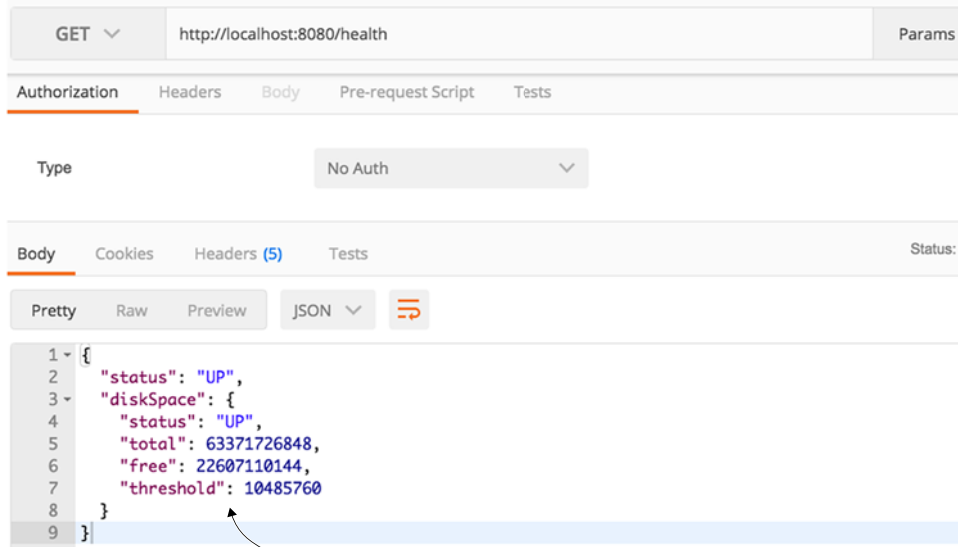 GET http://localhost:8080/health Params
Authorization Headers Body Pre-request Script Tests
Type No Auth
Body Cookies Headers (5) Tests Status:
Pretty Raw Preview JSON
1 {
2 "status": "UP",
3 "diskSpace": {
4 "status": "UP",
5 "total": 63371726848,
6 "free": 22607110144,
7 "threshold": 10485760
8 }
9 }